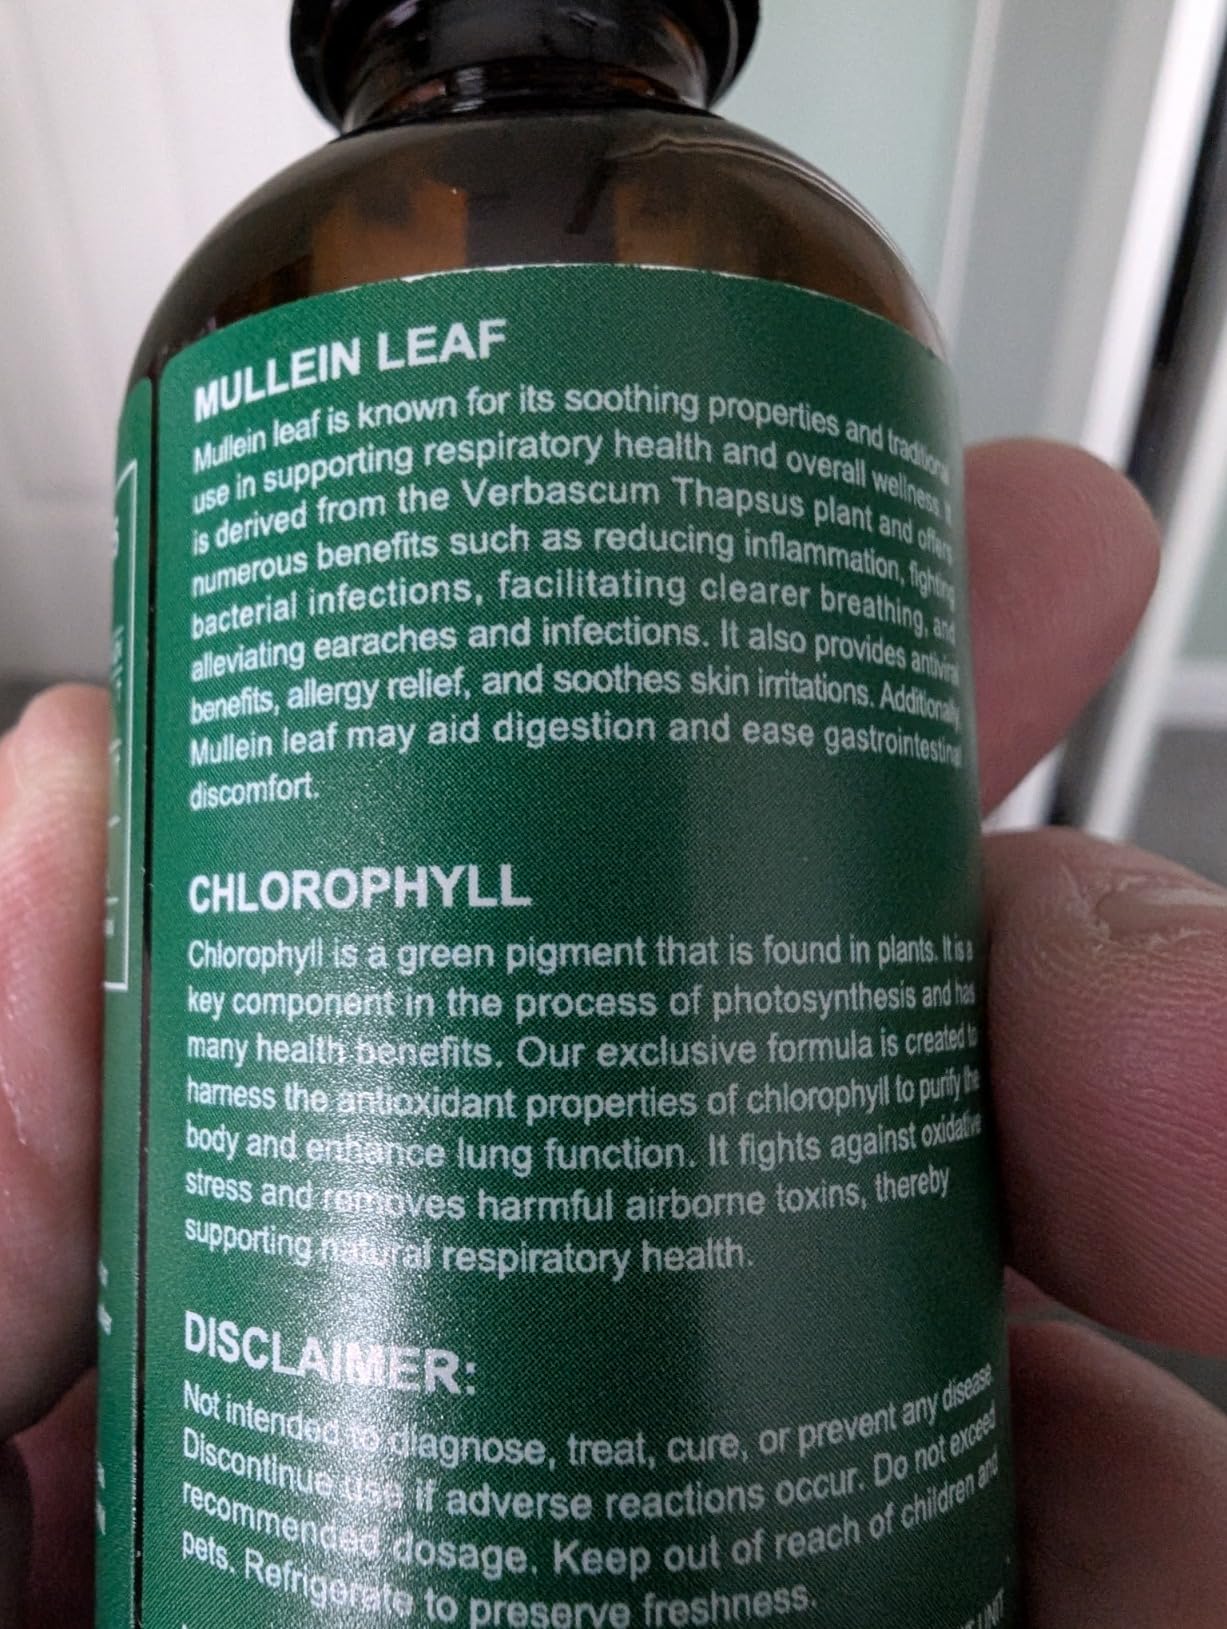 MULLEIN LEAF
Mullein leaf is known for its soothing properties and traditional
use in supporting respiratory health and overall wellness. It
is derived from the Verbascum Thapsus plant and offers
numerous benefits such as reducing inflammation, fighting
bacterial infections, facilitating clearer breathing, and
alleviating earaches and infections. It also provides antiviral
benefits, allergy relief, and soothes skin irritations. Additionally,
Mullein leaf may aid digestion and ease gastrointestinal
discomfort.
CHLOROPHYLL
Chlorophyll is a green pigment that is found in plants. It is a
key component in the process of photosynthesis and has
many health benefits. Our exclusive formula is created to
harness the antioxidant properties of chlorophyll to purify the
body and enhance lung function. It fights against oxidative
stress and removes harmful airborne toxins, thereby
supporting natural respiratory health.
DISCLAIMER:
Not intended to diagnose, treat, cure, or prevent any disease.
Discontinue use if adverse reactions occur. Do not exceed
recommended dosage. Keep out of reach of children and
pets. Refrigerate to preserve freshness.